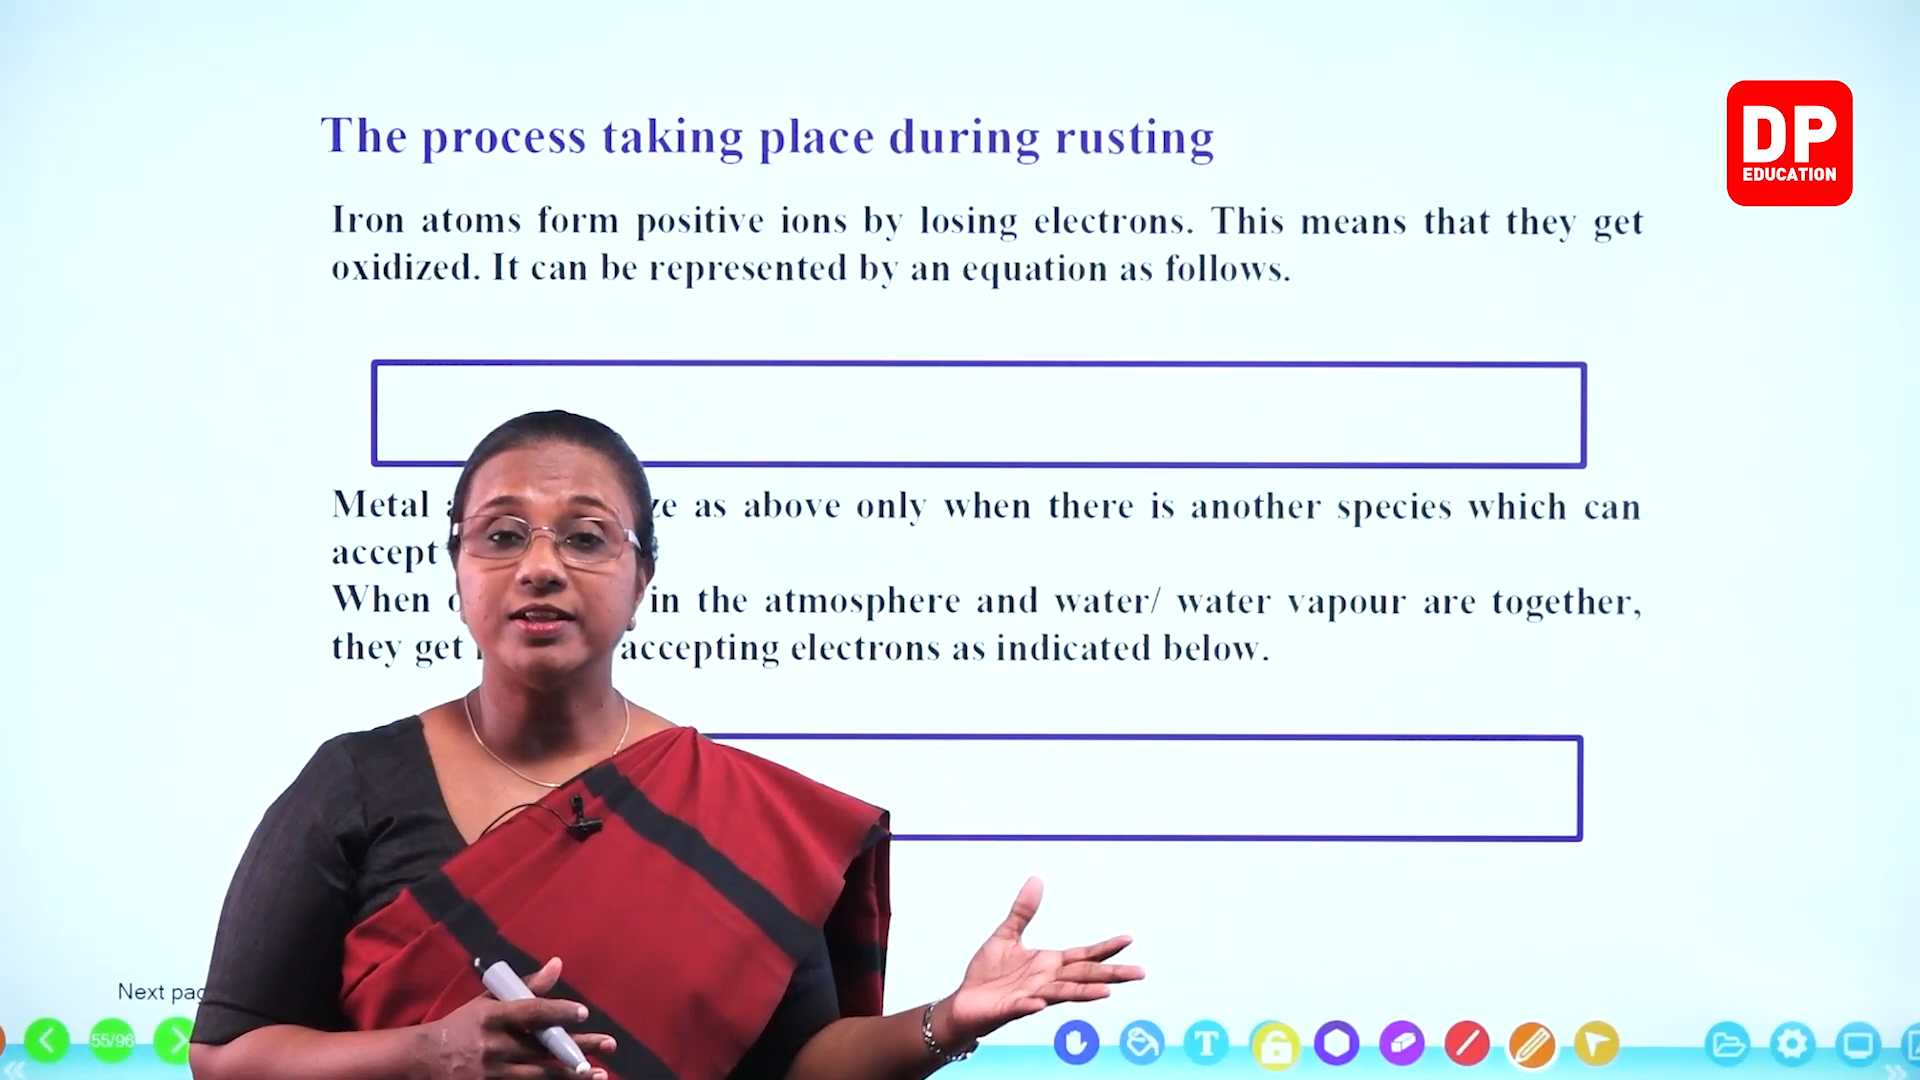 DP
EDUCATION
The process taking place during rusting
Iron atoms form positive ions by losing electrons. This means that they get
oxidized. It can be represented by an equation as follows.
Metal as above only when there is another species which can
accept
When in the atmosphere and water/ water vapour are together,
they get accepting electrons as indicated below.
Next
55/96
T